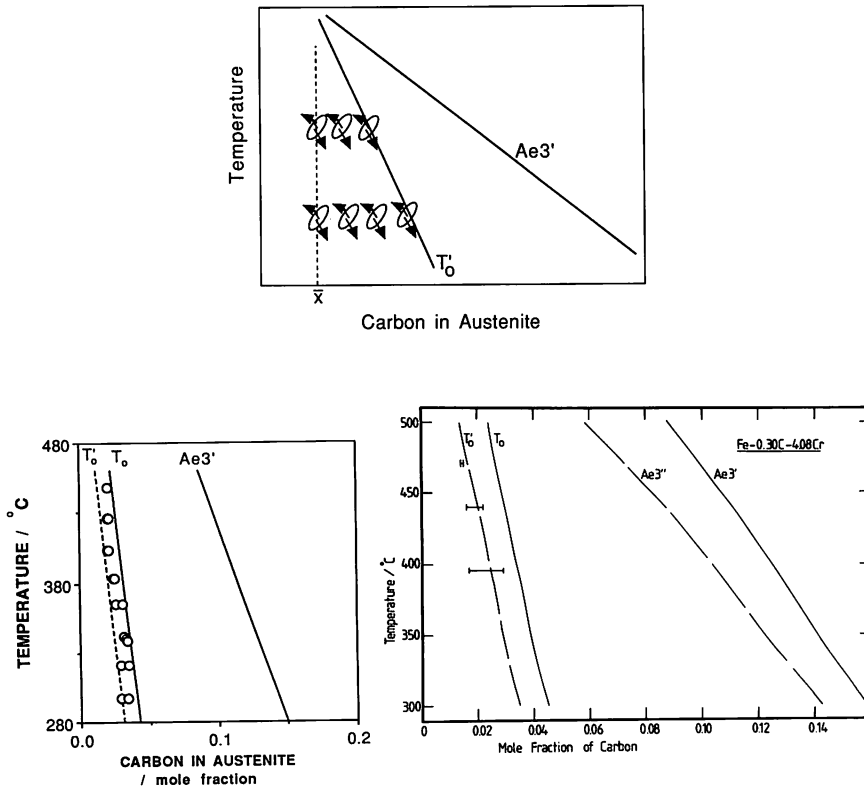 Temperature
Ae3'
T'o
x̄
Carbon in Austenite
480
T'o To Ae3'
TEMPERATURE / °C
380
280
0.0 0.1 0.2
CARBON IN AUSTENITE
/ mole fraction
500
T'o To
Fe-0.30C-4.08Cr
Ae3'' Ae3'
450
Temperature /°C
400
350
300
0 0.02 0.04 0.06 0.08 0.10 0.12 0.14
Mole Fraction of Carbon